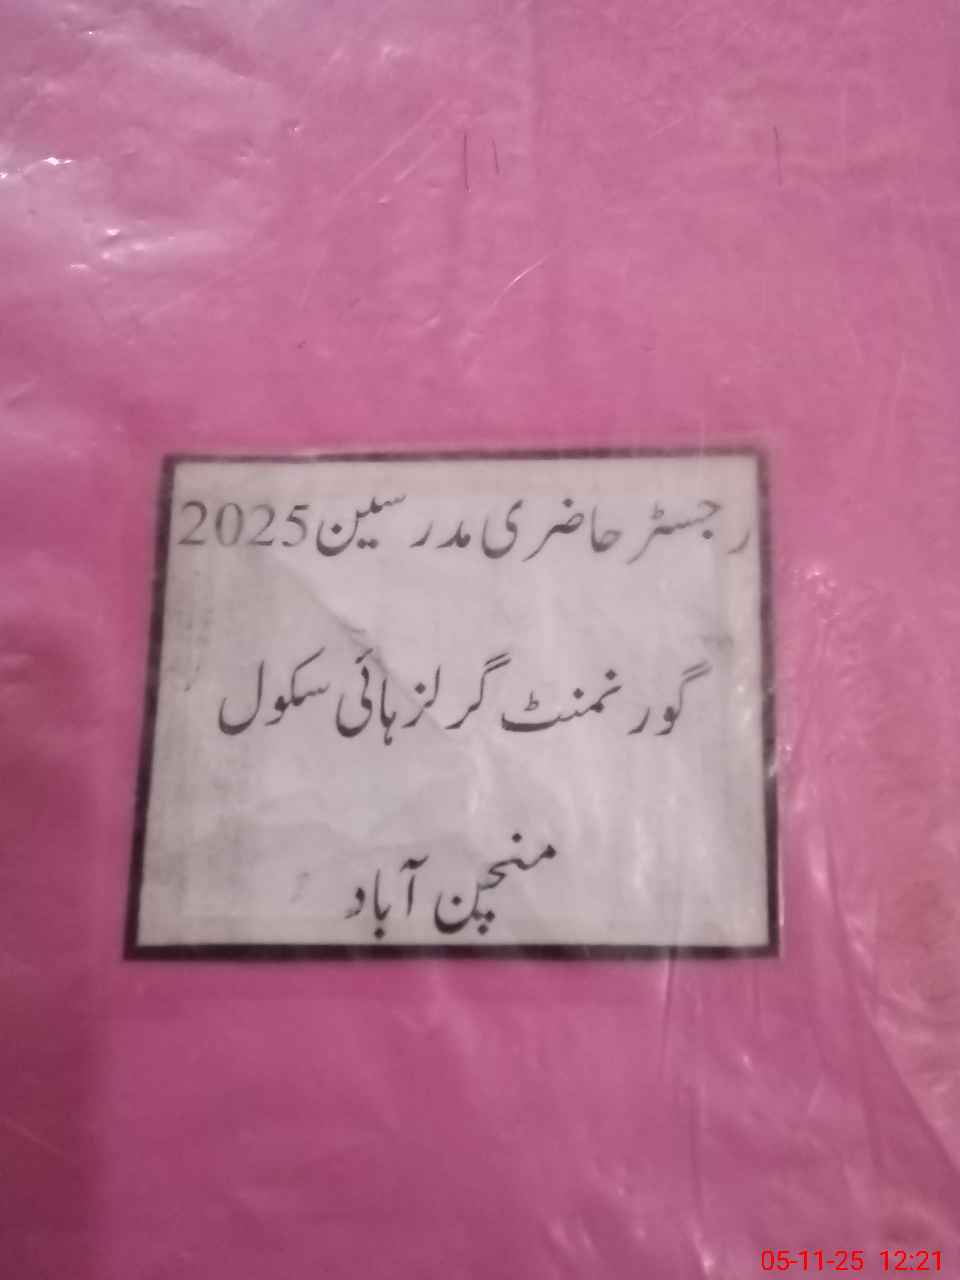 رجسٹر حاضری مدرسین 2025
گورنمنٹ گرلز ہائی سکول
منچن آباد
05-11-25 12:21